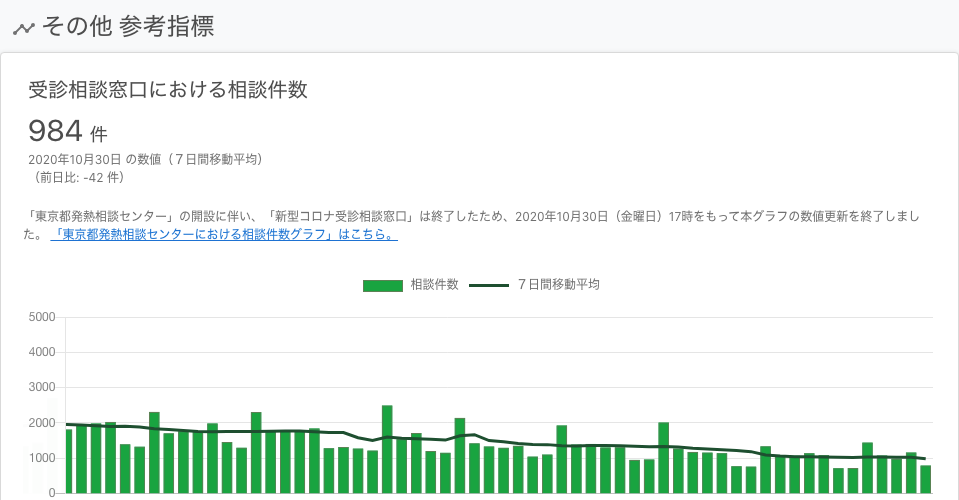 その他 参考指標
受診相談窓口における相談件数
984 件
2020年10月30日 の数値（７日間移動平均）
（前日比: -42 件）
「東京都発熱相談センター」の開設に伴い、「新型コロナ受診相談窓口」は終了したため、2020年10月30日（金曜日）17時をもって本グラフの数値更新を終了しまし
た。 「東京都発熱相談センターにおける相談件数グラフ」はこちら。
相談件数 ７日間移動平均
5000
4000
3000
2000
1000
0